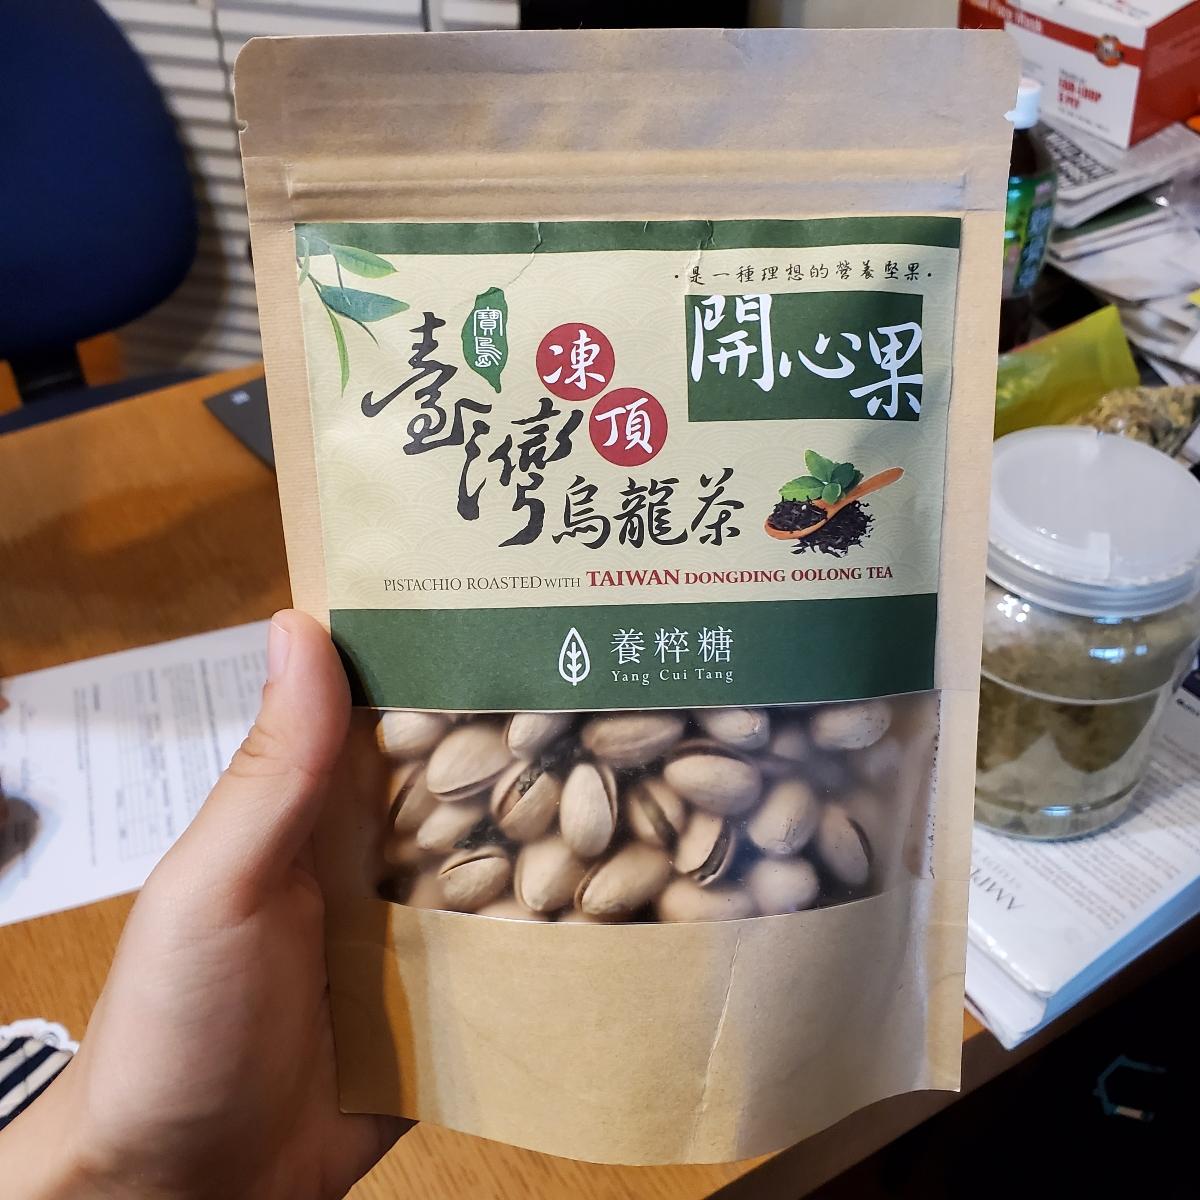 ·是一種理想的營養堅果·
開心果
寶島
臺灣
凍頂
烏龍茶
PISTACHIO ROASTED WITH TAIWAN DONGDING OOLONG TEA
養粹糖
Yang Cui Tang